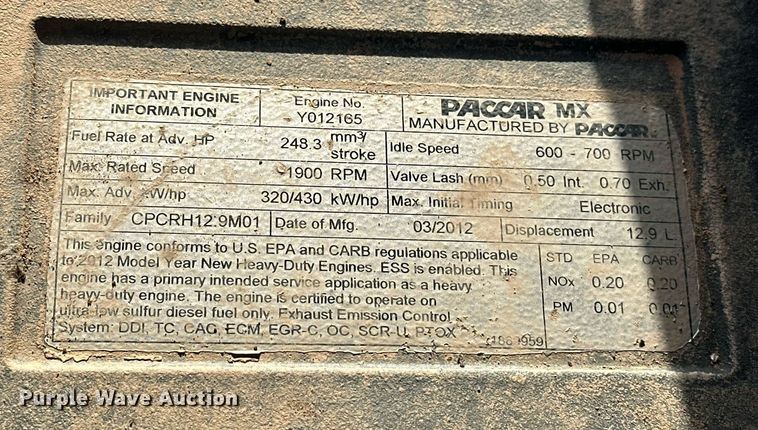 IMPORTANT ENGINE INFORMATION
Engine No. Y012165
PACCAR MX
MANUFACTURED BY PACCAR
Fuel Rate at Adv. HP 248.3 mm3/ stroke
Idle Speed 600 - 700 RPM
Max. Rated Speed 1900 RPM
Valve Lash (mm) 0.50 Int. 0.70 Exh.
Max. Adv. kW/hp 320/430 kW/hp
Max. Initial Timing Electronic
Family CPCRH12.9M01
Date of Mfg. 03/2012
Displacement 12.9 L.
This engine conforms to U.S. EPA and CARB regulations applicable
to 2012 Model Year New Heavy-Duty Engines. ESS is enabled. This
engine has a primary intended service application as a heavy
heavy-duty engine. The engine is certified to operate on
ultra low sulfur diesel fuel only. Exhaust Emission Control
System: DDI, TC, CAC, ECM, EGR-C, OC, SCR-U, PTOX
STD EPA CARB
NOx 0.20 0.20
PM 0.01 0.01
Purple Wave Auction